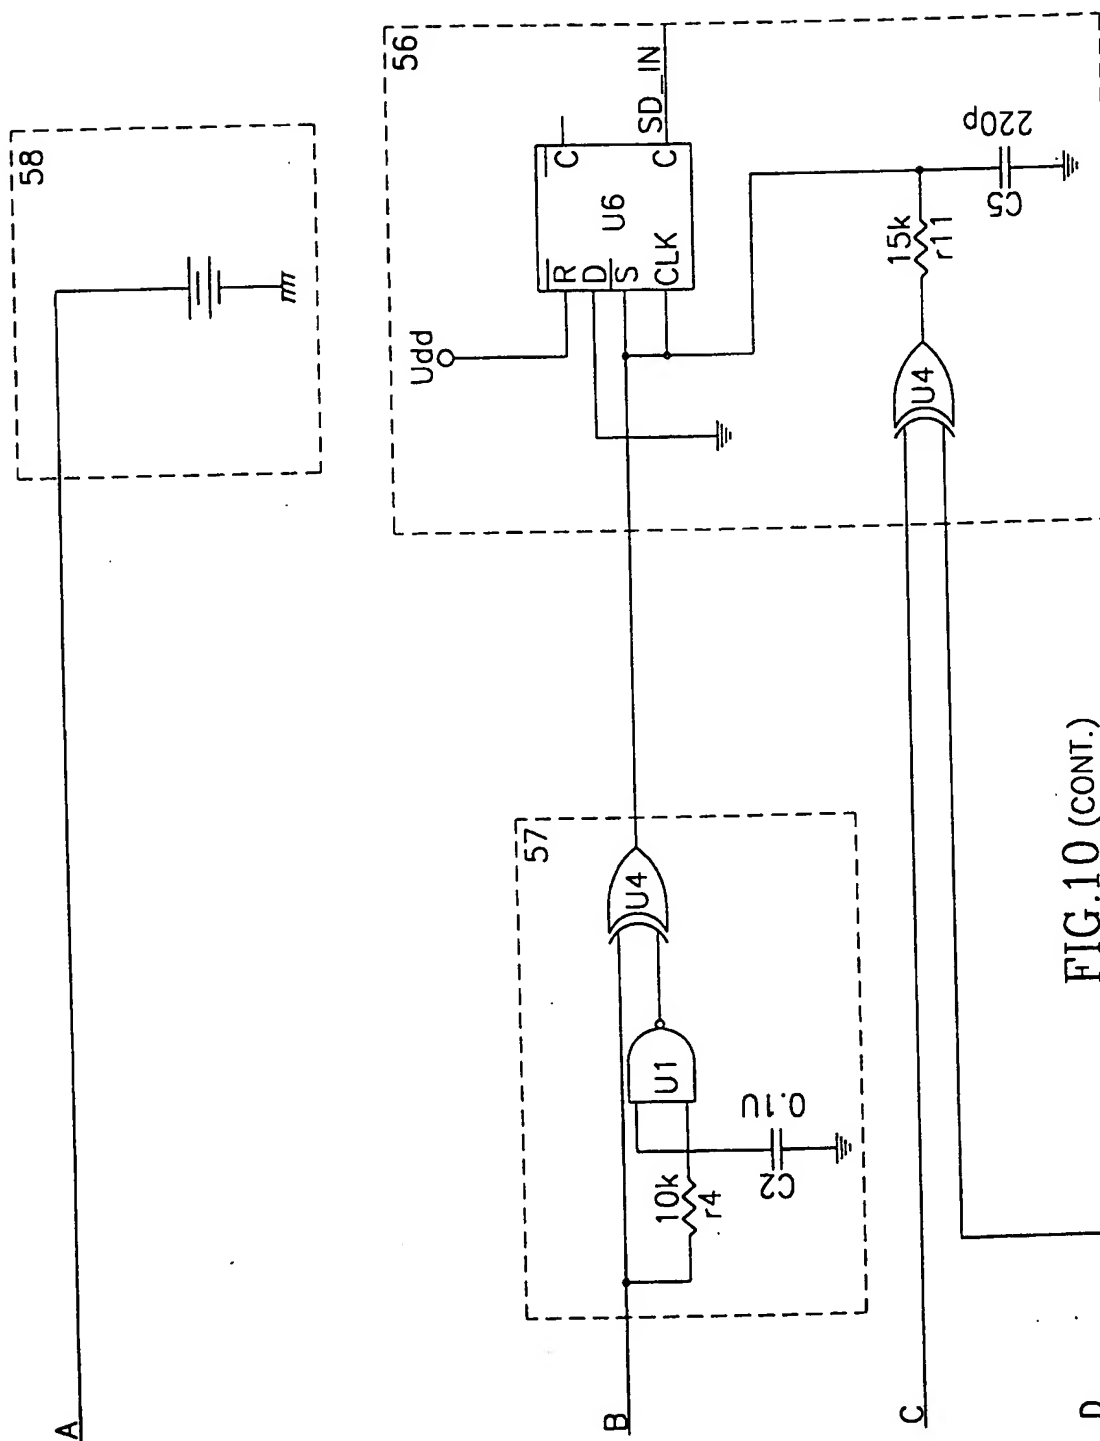 58
A
56
Udd
R
D
S
CLK
U6
C
C
SD_IN
57
B
10k
r4
C2
0.1U
U1
U4
C
U4
15k
r11
C5
220p
D
FIG.10 (CONT.)